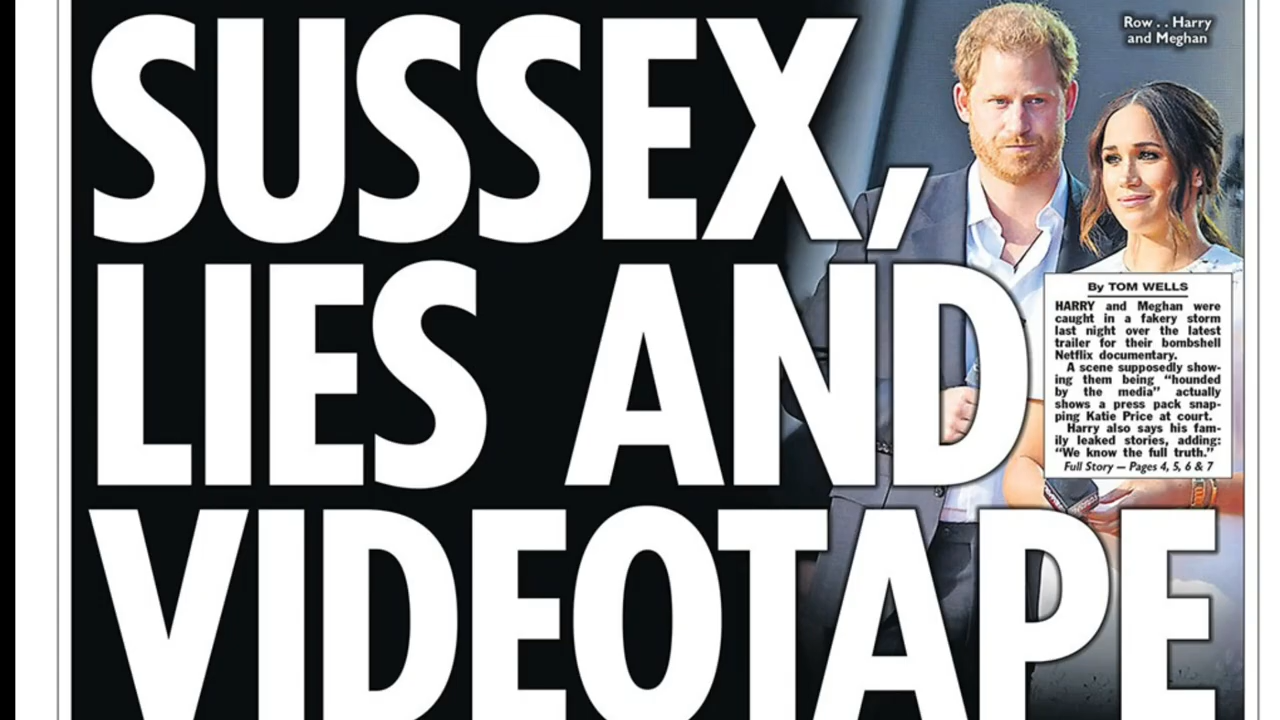 SUSSEX,
LIES AND
VIDEOTAPE
Row . . Harry
and Meghan
By TOM WELLS
HARRY and Meghan were
caught in a fakery storm
last night over the latest
trailer for their bombshell
Netflix documentary.
A scene supposedly show-
ing them being “hounded
by the media” actually
shows a press pack snap-
ping Katie Price at court.
Harry also says his fam-
ily leaked stories, adding:
“We know the full truth.”
Full Story — Pages 4, 5, 6 & 7